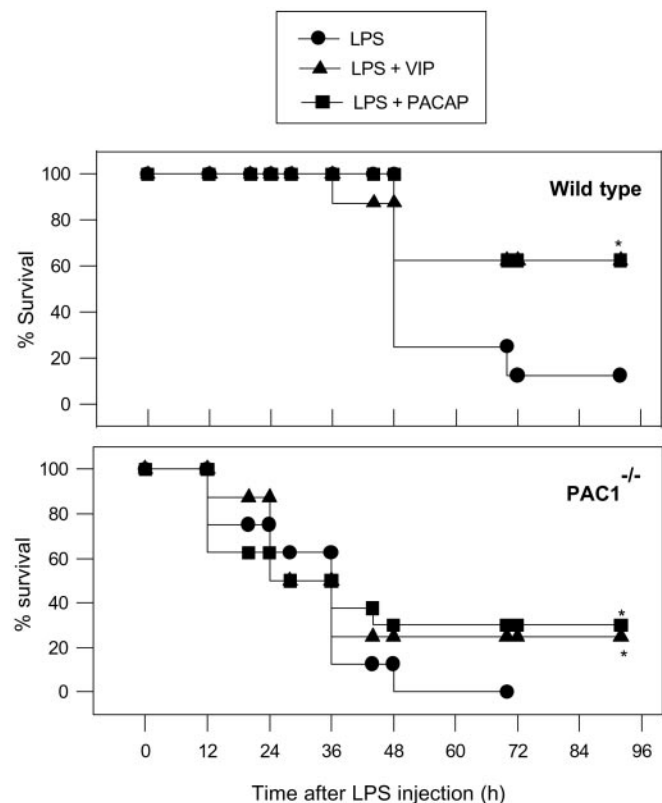 LPS
LPS + VIP
LPS + PACAP
100
80
60
40
20
0
% Survival
Wild type
*
100
80
60
40
20
0
% survival
PAC1-/-
*
*
0 12 24 36 48 60 72 84 96
Time after LPS injection (h)